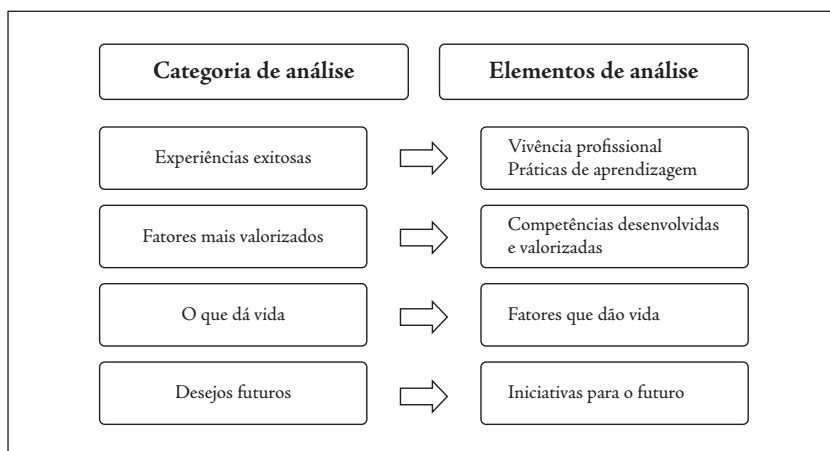 Categoria de análise
Elementos de análise
Experiências exitosas
Vivência profissional
Práticas de aprendizagem
Fatores mais valorizados
Competências desenvolvidas
e valorizadas
O que dá vida
Fatores que dão vida
Desejos futuros
Iniciativas para o futuro